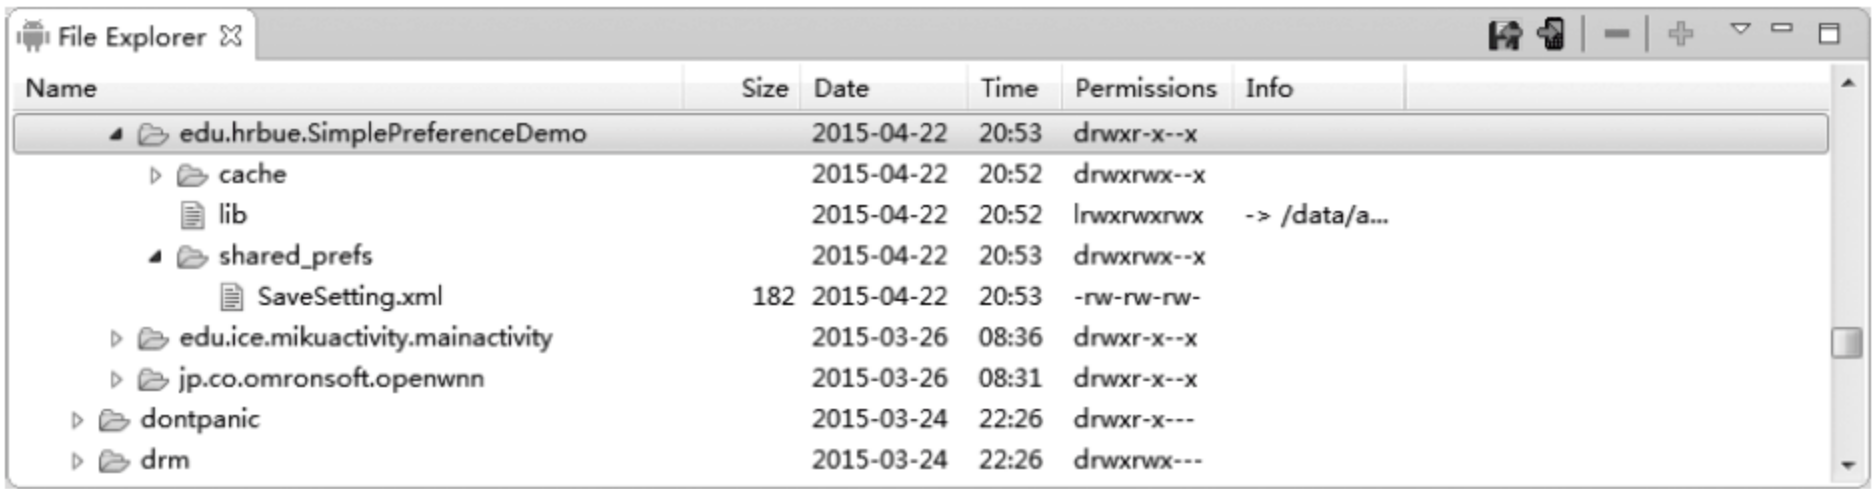 File Explorer
Name Size Date Time Permissions Info
edu.hrbue.SimplePreferenceDemo 2015-04-22 20:53 drwxr-x--x
cache 2015-04-22 20:52 drwxrwx--x
lib 2015-04-22 20:52 lrwxrwxrwx -> /data/a...
shared_prefs 2015-04-22 20:53 drwxrwx--x
SaveSetting.xml 182 2015-04-22 20:53 -rw-rw-rw-
edu.ice.mikuactivity.mainactivity 2015-03-26 08:36 drwxr-x--x
jp.co.omronsoft.openwnn 2015-03-26 08:31 drwxr-x--x
dontpanic 2015-03-24 22:26 drwxr-x---
drm 2015-03-24 22:26 drwxrwx---